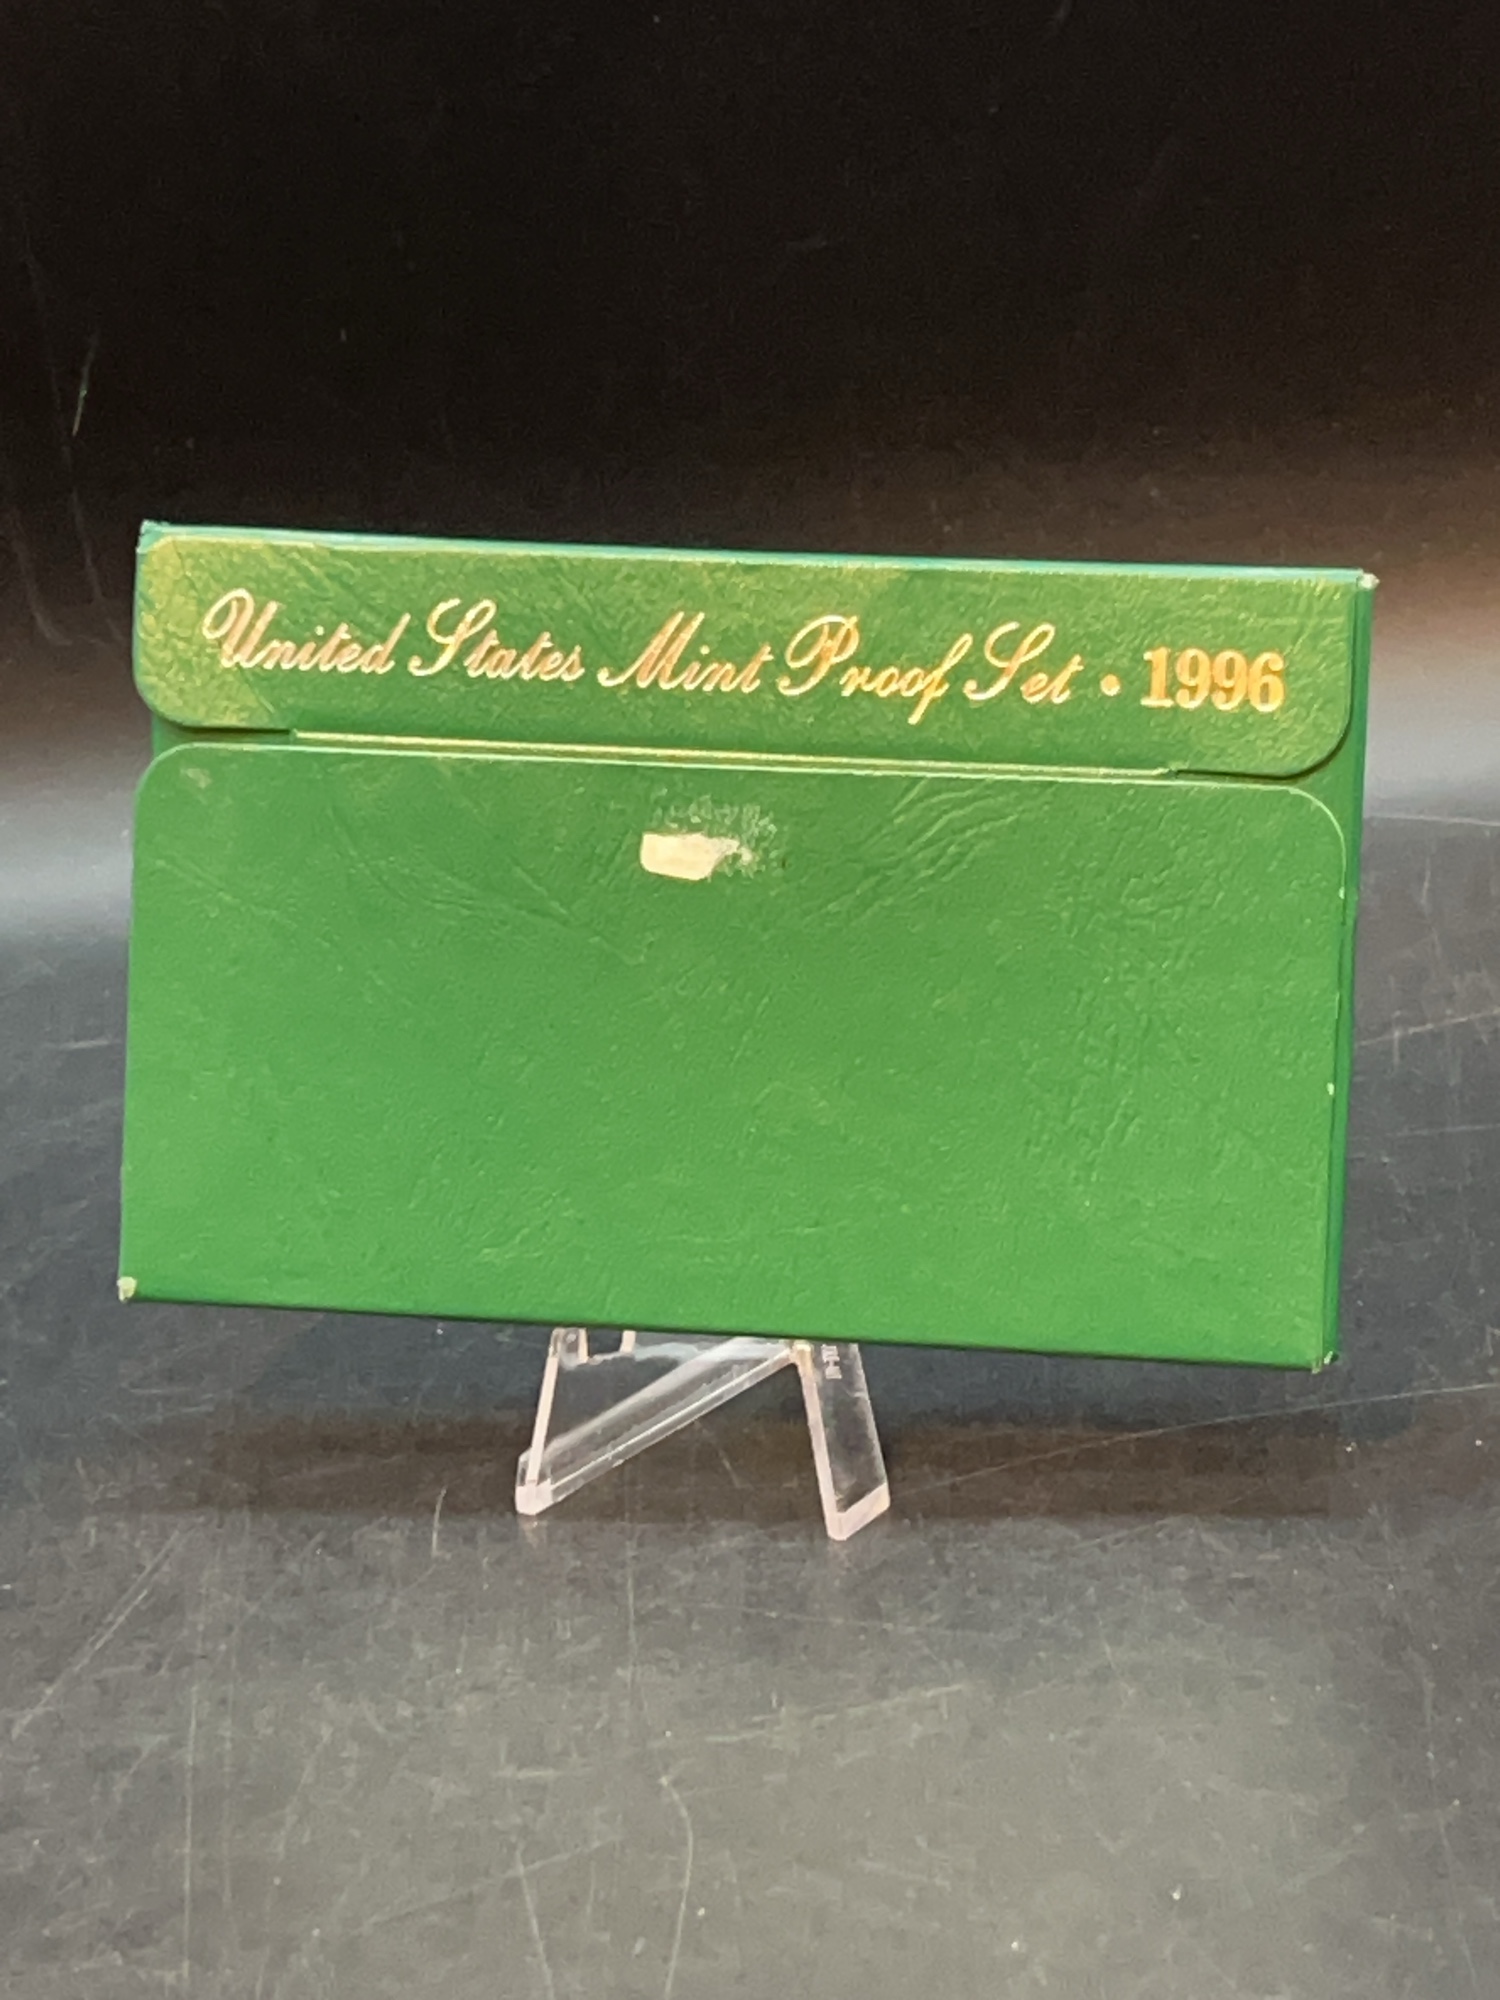 United States Mint Proof Set • 1996